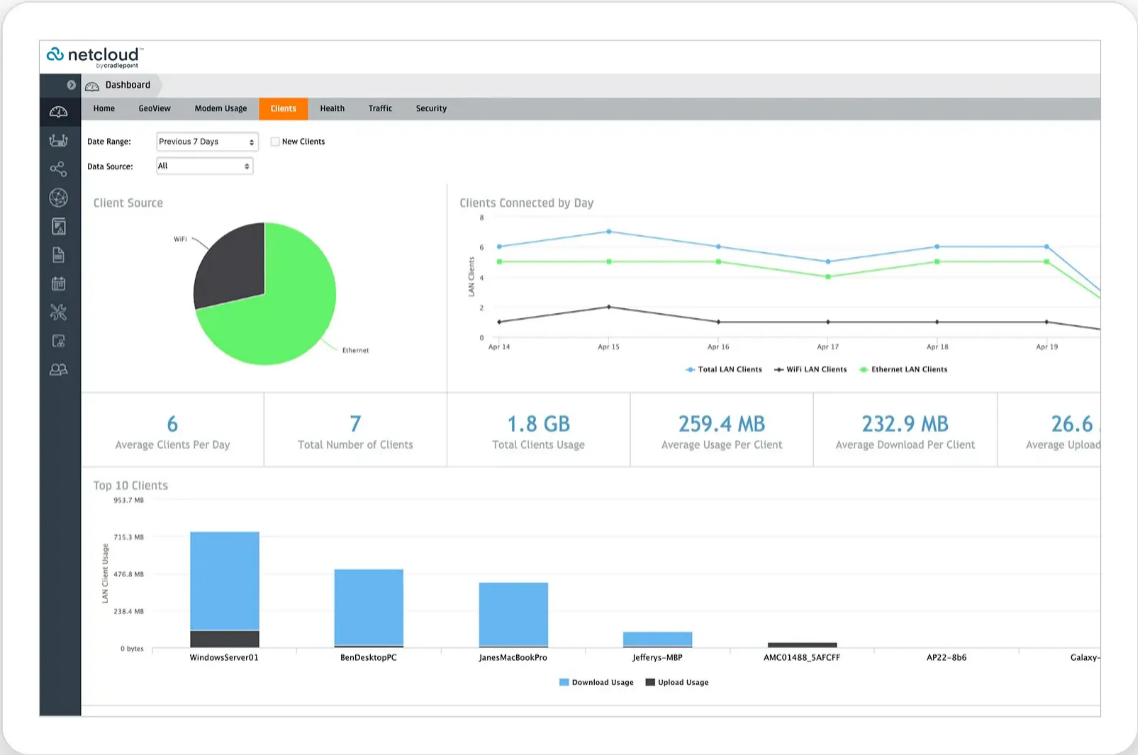 netcloud™
by cradlepoint
Dashboard
Home GeoView Modem Usage Clients Health Traffic Security
Date Range: Previous 7 Days New Clients
Data Source: All
Client Source
WiFi
Ethernet
Clients Connected by Day
LAN Clients
8
6
4
2
0
Apr 14 Apr 15 Apr 16 Apr 17 Apr 18 Apr 19
Total LAN Clients WiFi LAN Clients Ethernet LAN Clients
6
Average Clients Per Day
7
Total Number of Clients
1.8 GB
Total Clients Usage
259.4 MB
Average Usage Per Client
232.9 MB
Average Download Per Client
26.6
Average Upload
Top 10 Clients
LAN Client Usage
953.7 MB
715.3 MB
476.8 MB
238.4 MB
0 bytes
WindowsServer01 BenDesktopPC JanesMacBookPro Jefferys-MBP AMC01488_5AFCFF AP22-8b6 Galaxy-
Download Usage Upload Usage